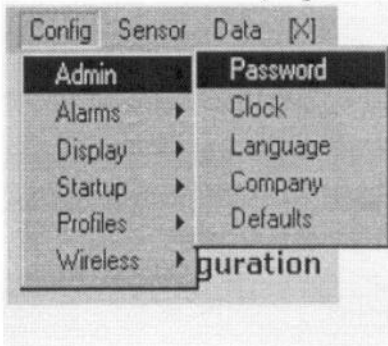 Config Sensor Data [X]
Admin
Alarms
Display
Startup
Profiles
Wireless
Password
Clock
Language
Company
Defaults
guration